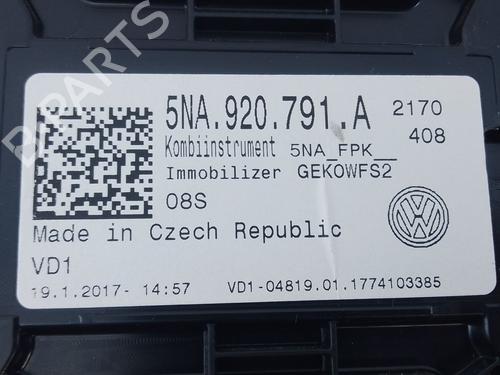 5NA.920.791.A 2170
Kombiinstrument 5NA_FPK__ 408
Immobilizer GEKOWFS2
08S
Made in Czech Republic
VD1
19.1.2017- 14:57 VD1-04819.01.1774103385
B-PARTS